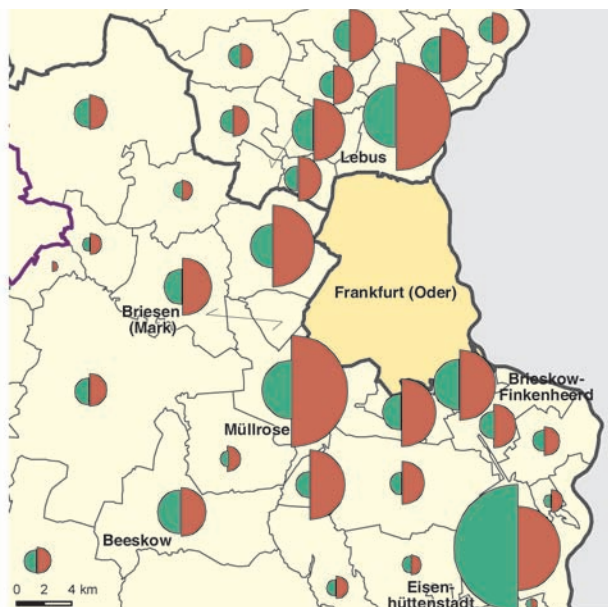 Lebus
Frankfurt (Oder)
Briesen
(Mark)
Brieskow-
Finkenheerd
Müllrose
Beeskow
Eisen-
hüttenstadt
0 2 4 km